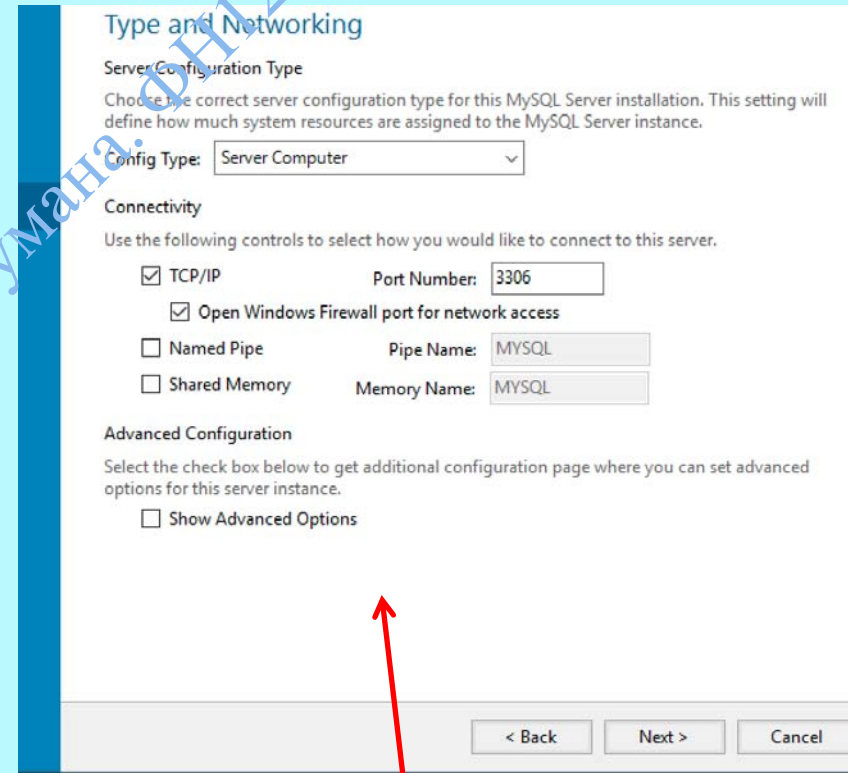 Type and Networking
Server Configuration Type
Choose the correct server configuration type for this MySQL Server installation. This setting will
define how much system resources are assigned to the MySQL Server instance.
Config Type: Server Computer
Connectivity
Use the following controls to select how you would like to connect to this server.
TCP/IP Port Number: 3306
Open Windows Firewall port for network access
Named Pipe Pipe Name: MYSQL
Shared Memory Memory Name: MYSQL
Advanced Configuration
Select the check box below to get additional configuration page where you can set advanced
options for this server instance.
Show Advanced Options
< Back Next > Cancel